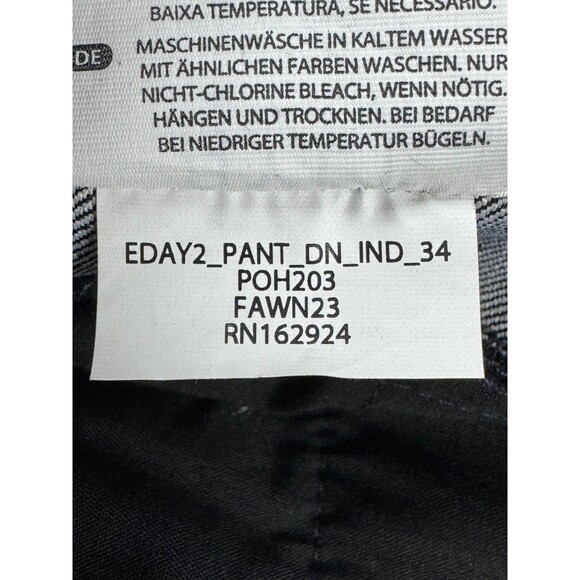 BAIXA TEMPERATURA, SE NECESSÁRIO.
DE
MASCHINENWÄSCHE IN KALTEM WASSER
MIT ÄHNLICHEN FARBEN WASCHEN. NUR
NICHT-CHLORINE BLEACH, WENN NÖTIG.
HÄNGEN UND TROCKNEN. BEI BEDARF
BEI NIEDRIGER TEMPERATUR BÜGELN.
EDAY2_PANT_DN_IND_34
POH203
FAWN23
RN162924